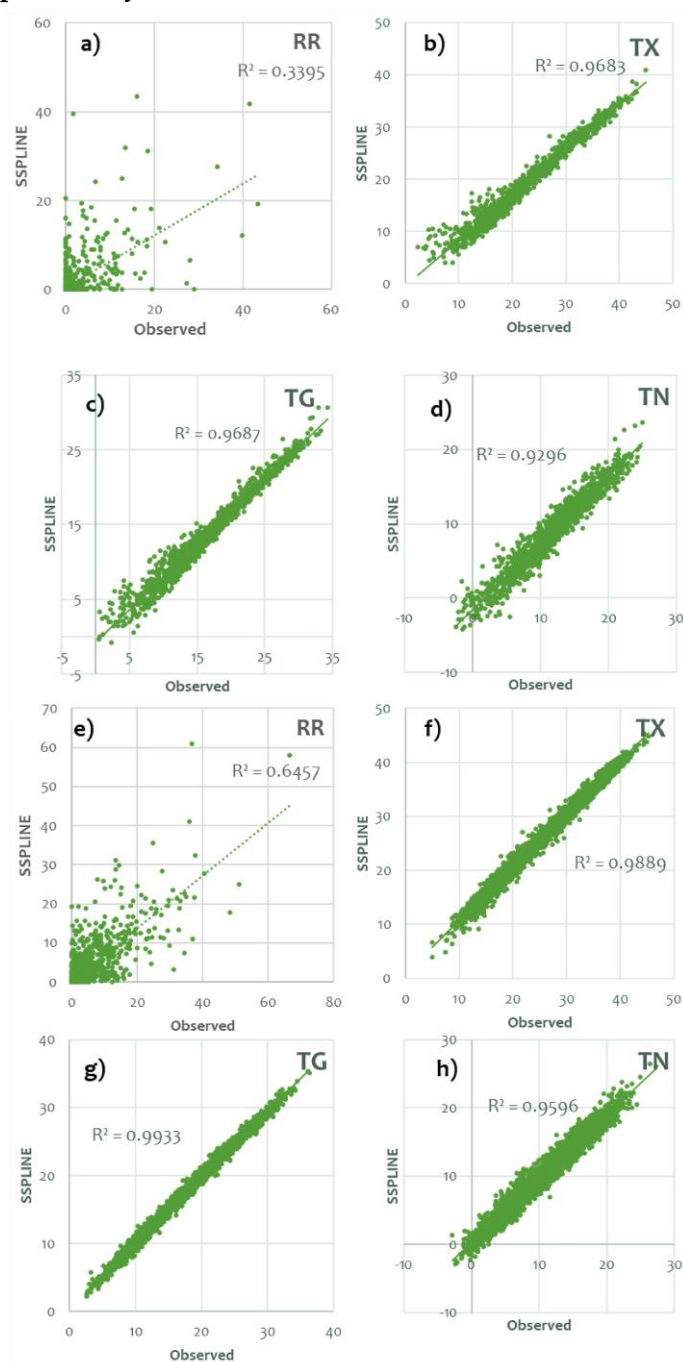 a)
RR
R² = 0.3395
60
40
20
0
SSPLINE
0 20 40 60
Observed
b)
TX
R² = 0.9683
50
40
30
20
10
0
SSPLINE
0 10 20 30 40 50
Observed
c)
TG
R² = 0.9687
35
25
15
5
-5
SSPLINE
-5 5 15 25 35
Observed
d)
TN
R² = 0.9296
30
20
10
0
-10
SSPLINE
-10 0 10 20 30
Observed
e)
RR
R² = 0.6457
70
60
50
40
30
20
10
0
SSPLINE
0 20 40 60 80
Observed
f)
TX
R² = 0.9889
50
40
30
20
10
0
SSPLINE
0 10 20 30 40 50
Observed
g)
TG
R² = 0.9933
40
30
20
10
0
SSPLINE
0 10 20 30 40
Observed
h)
TN
R² = 0.9596
30
20
10
0
-10
SSPLINE
-10 0 10 20 30
Observed